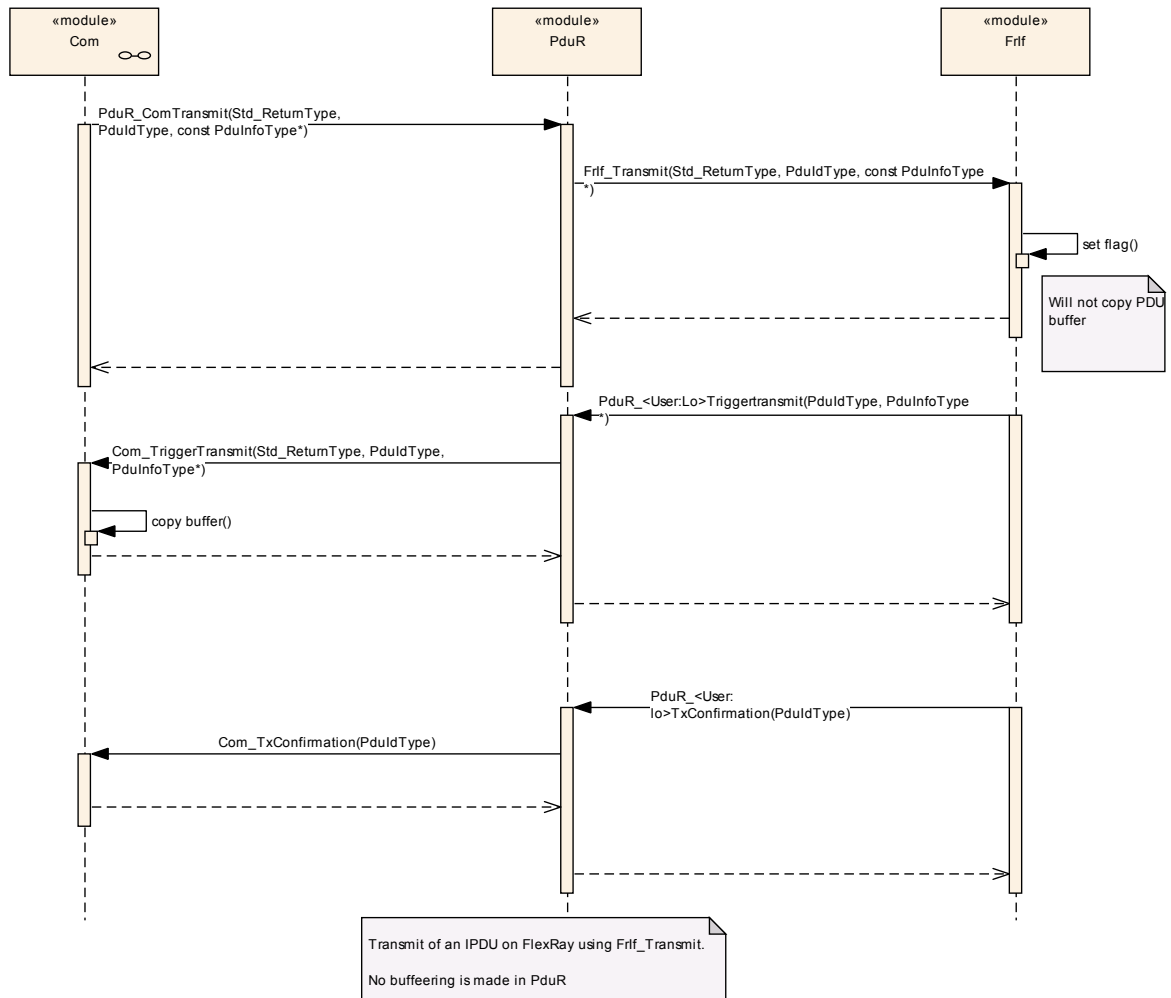 «module»
Com
«module»
PduR
«module»
FrIf
PduR_ComTransmit(Std_ReturnType,
PduIdType, const PduInfoType*)
FrIf_Transmit(Std_ReturnType, PduIdType, const PduInfoType
*)
set flag()
Will not copy PDU
buffer
PduR_<User:Lo>Triggertransmit(PduIdType, PduInfoType
*)
Com_TriggerTransmit(Std_ReturnType, PduIdType,
PduInfoType*)
copy buffer()
PduR_<User:
lo>TxConfirmation(PduIdType)
Com_TxConfirmation(PduIdType)
Transmit of an IPDU on FlexRay using FrIf_Transmit.
No buffeering is made in PduR